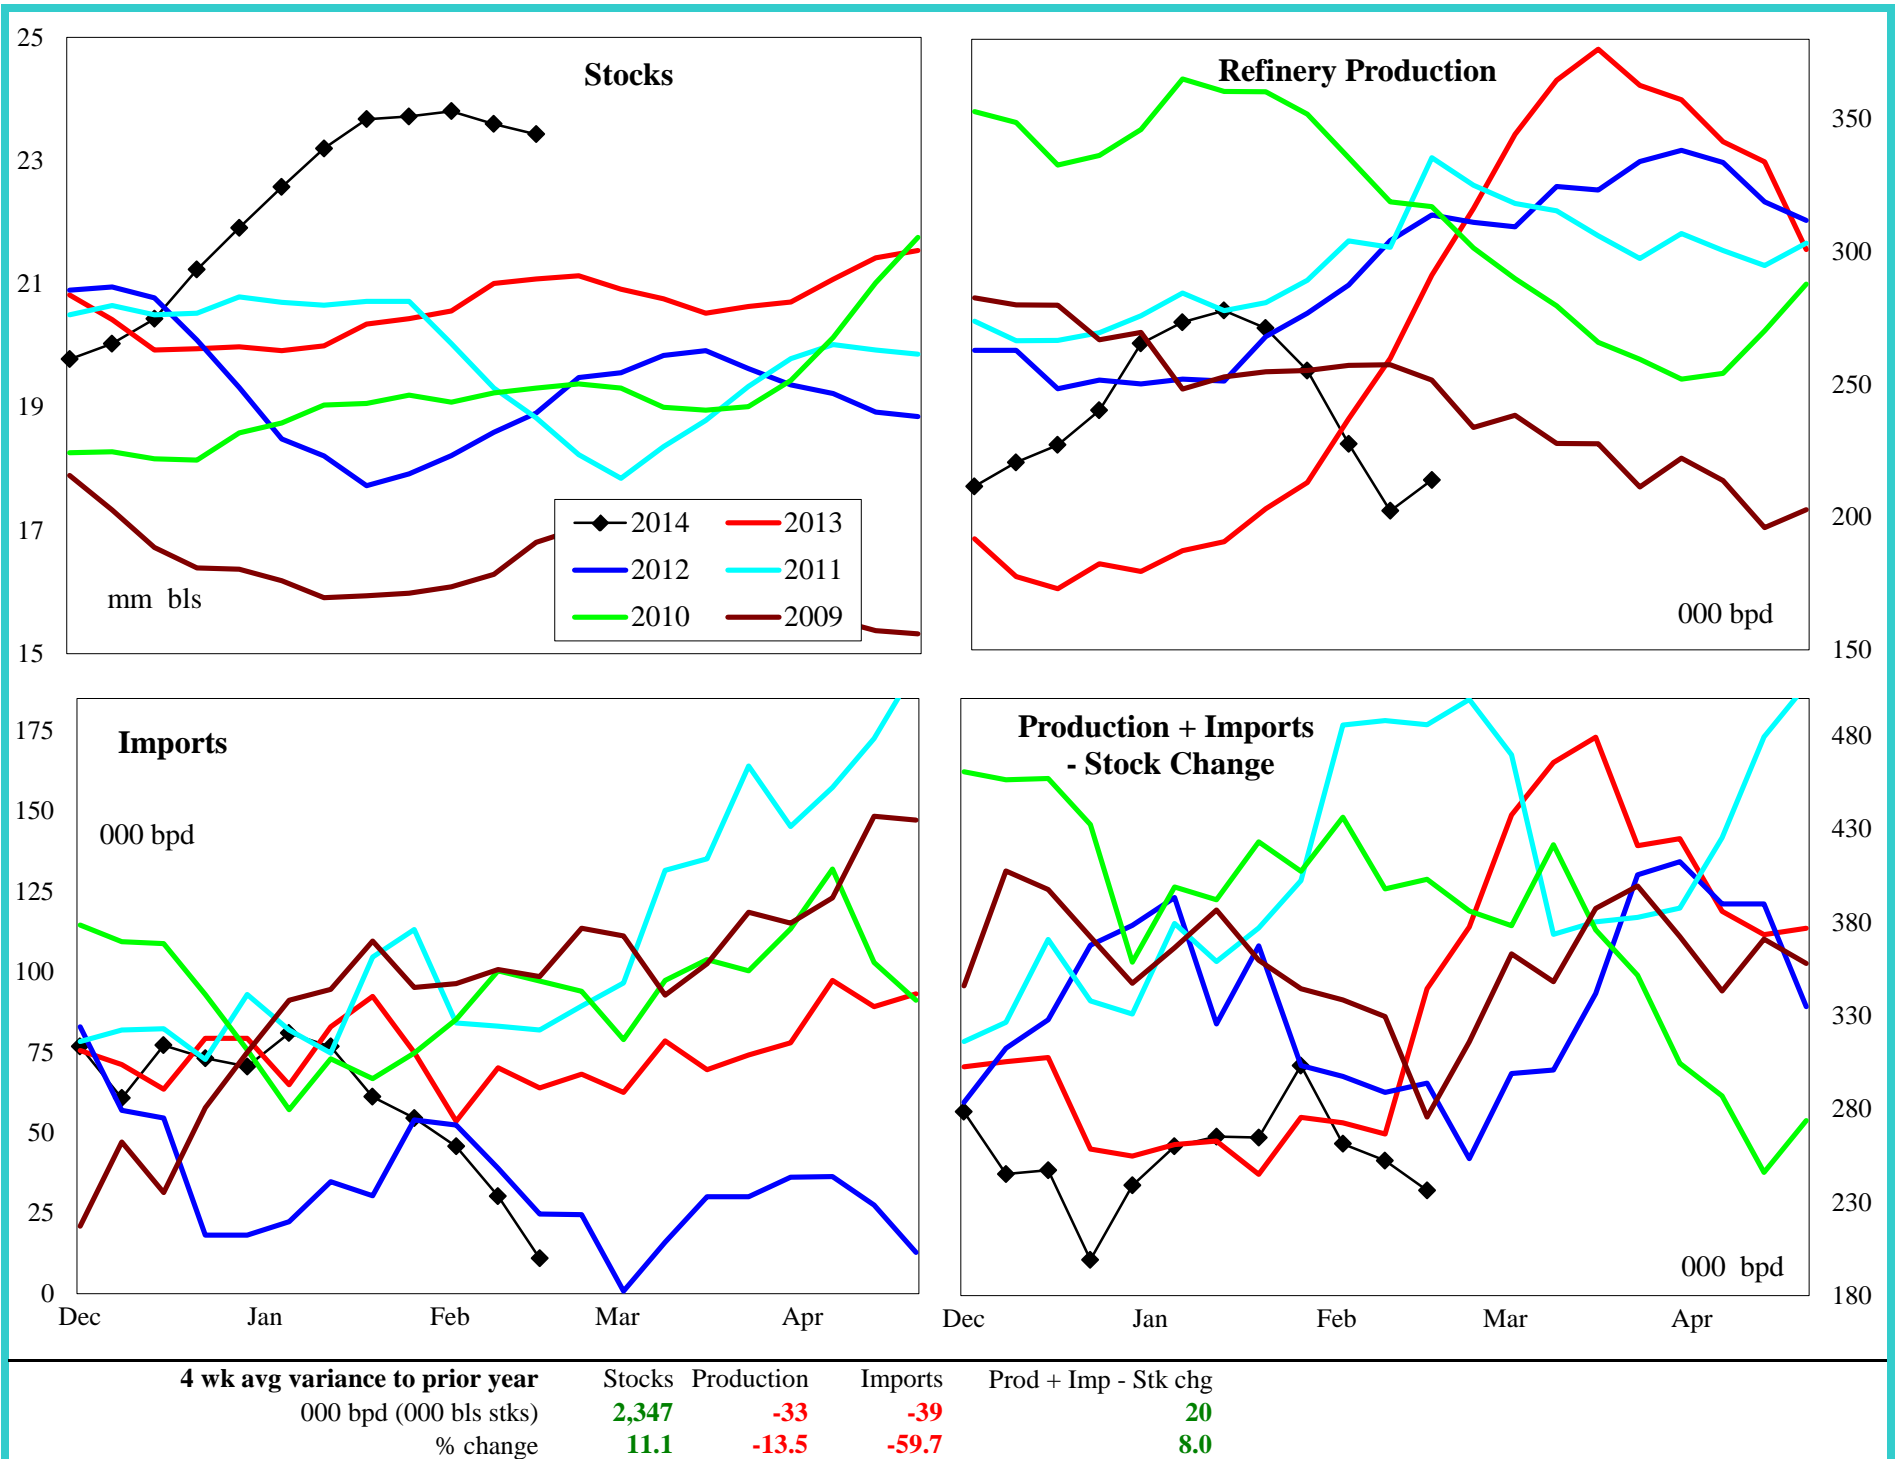 Stocks
25
23
21
19
17
15
mm bls
2014 2013
2012 2011
2010 2009
Refinery Production
350
300
250
200
150
000 bpd
Imports
000 bpd
175
150
125
100
75
50
25
0
Dec Jan Feb Mar Apr
Production + Imports
- Stock Change
480
430
380
330
280
230
180
000 bpd
Dec Jan Feb Mar Apr
4 wk avg variance to prior year Stocks Production Imports Prod + Imp - Stk chg
000 bpd (000 bls stks) 2,347 -33 -39 20
% change 11.1 -13.5 -59.7 8.0